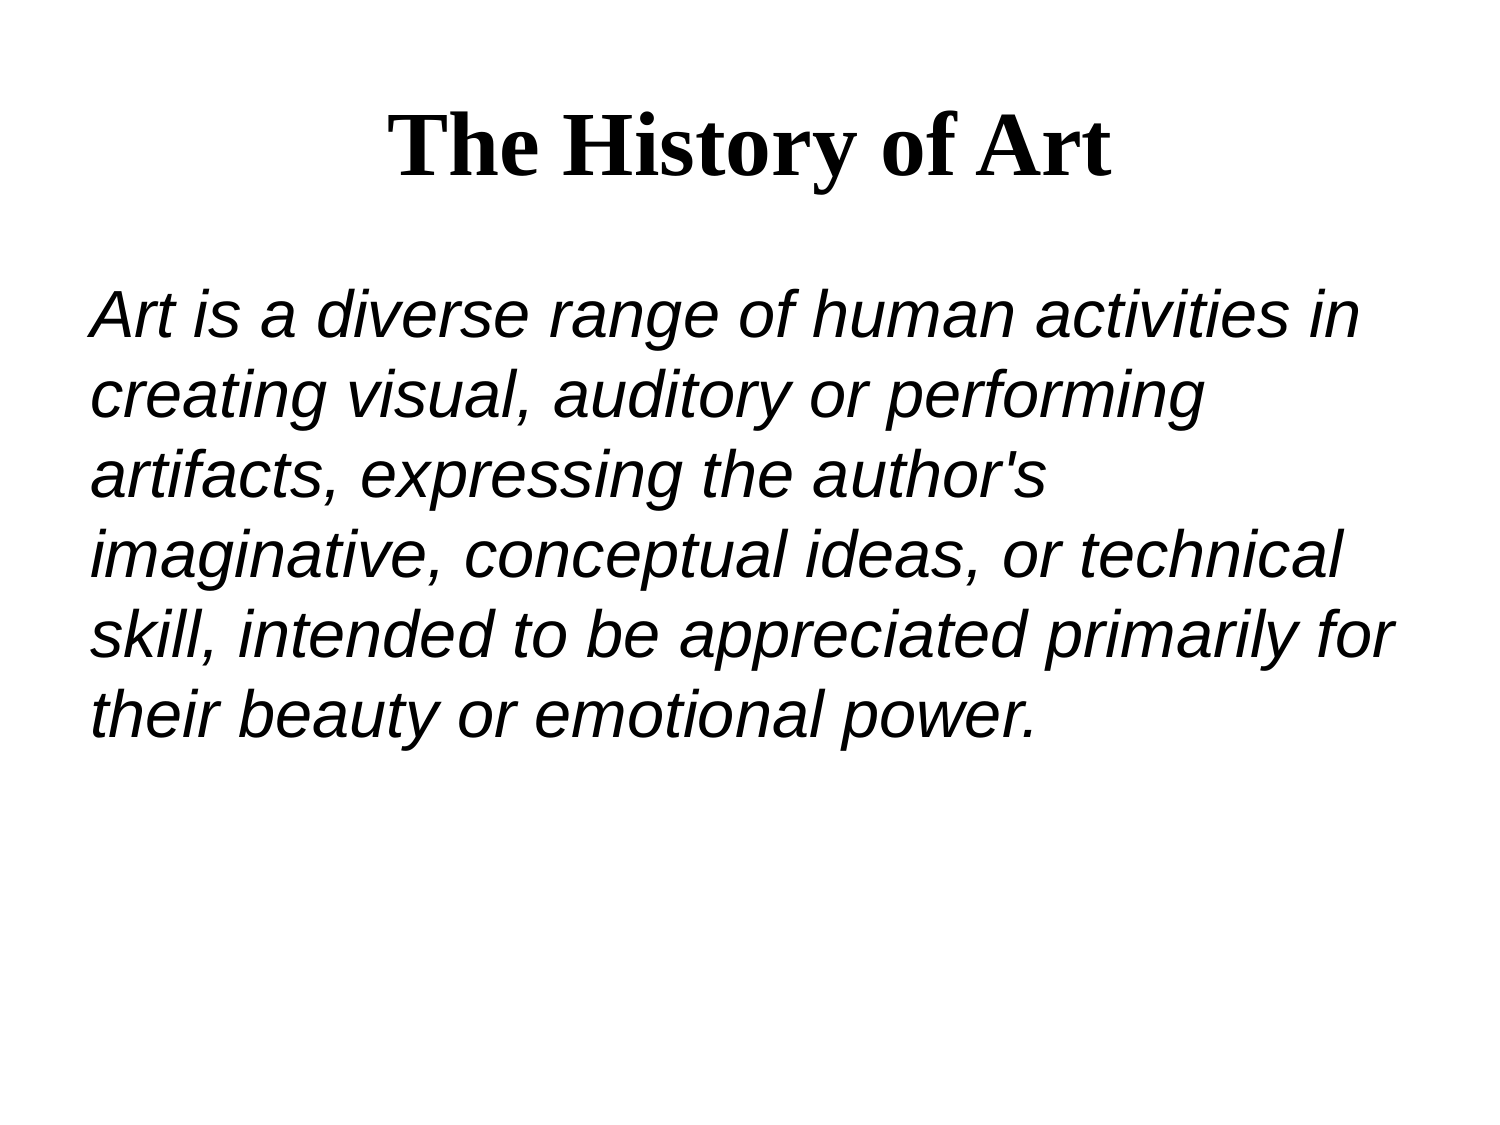 The History of Art
Art is a diverse range of human activities in
creating visual, auditory or performing
artifacts, expressing the author's
imaginative, conceptual ideas, or technical
skill, intended to be appreciated primarily for
their beauty or emotional power.